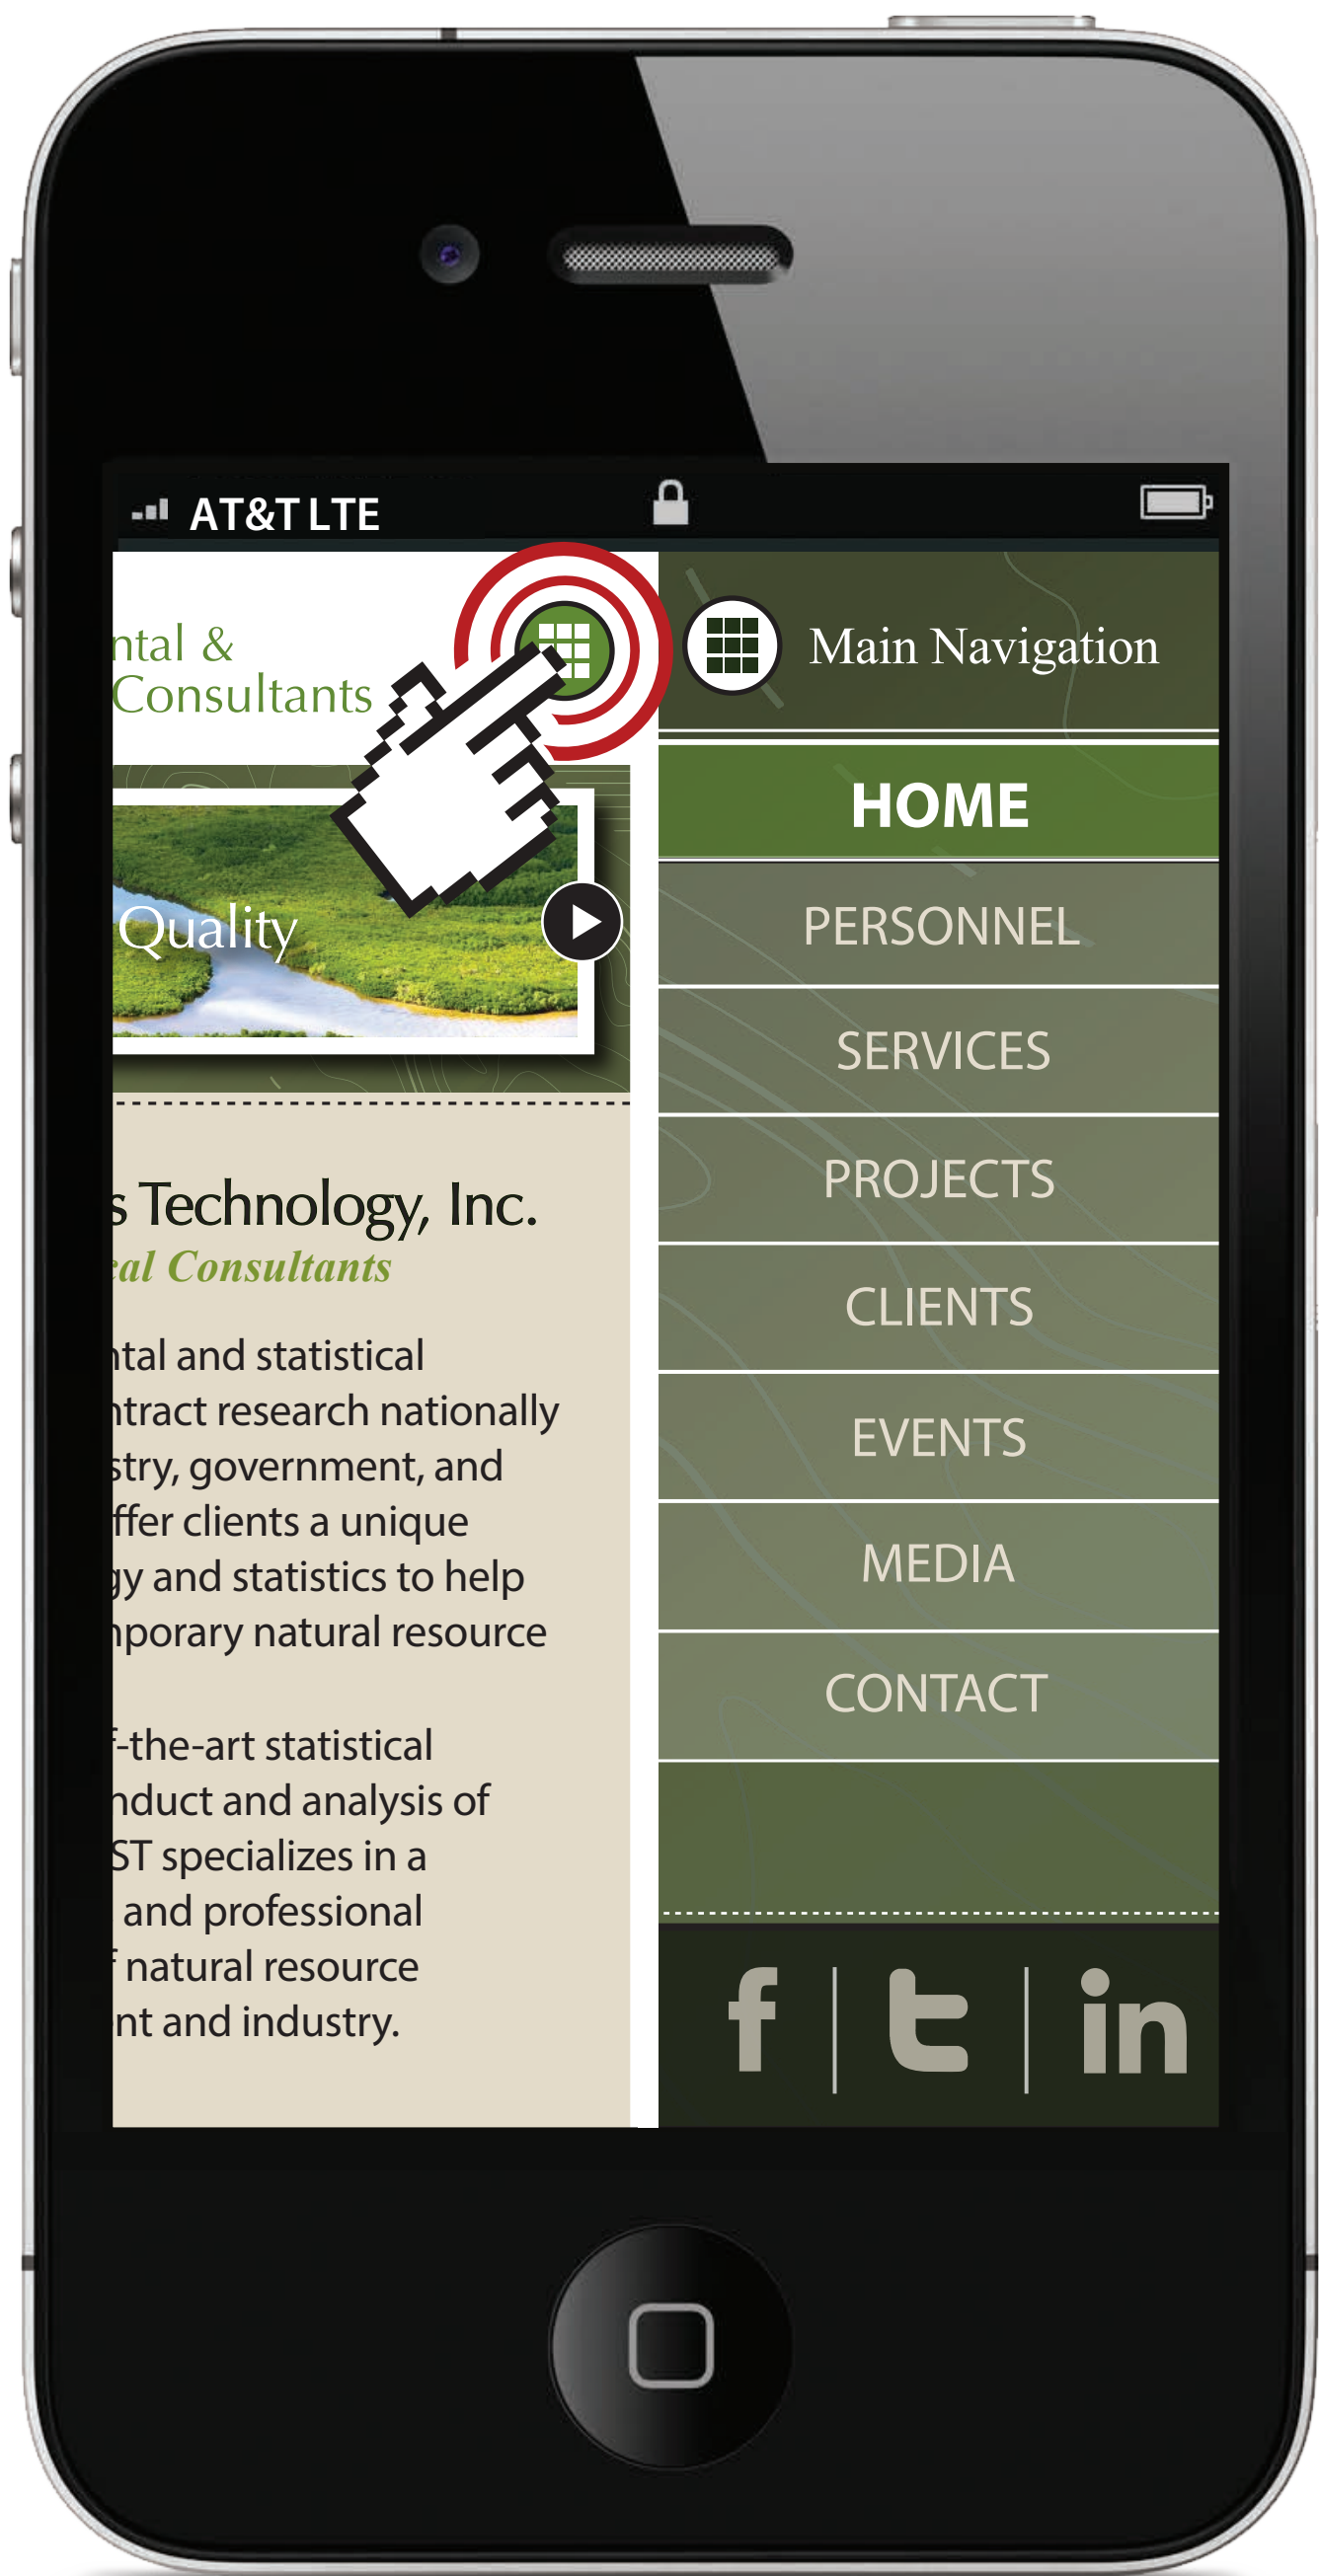 AT&T LTE
ntal &
Consultants
Main Navigation
Quality
HOME
PERSONNEL
SERVICES
PROJECTS
CLIENTS
EVENTS
MEDIA
CONTACT
s Technology, Inc.
cal Consultants
ntal and statistical
ntract research nationally
stry, government, and
ffer clients a unique
gy and statistics to help
mporary natural resource
f-the-art statistical
nduct and analysis of
ST specializes in a
and professional
f natural resource
nt and industry.
f
t
in